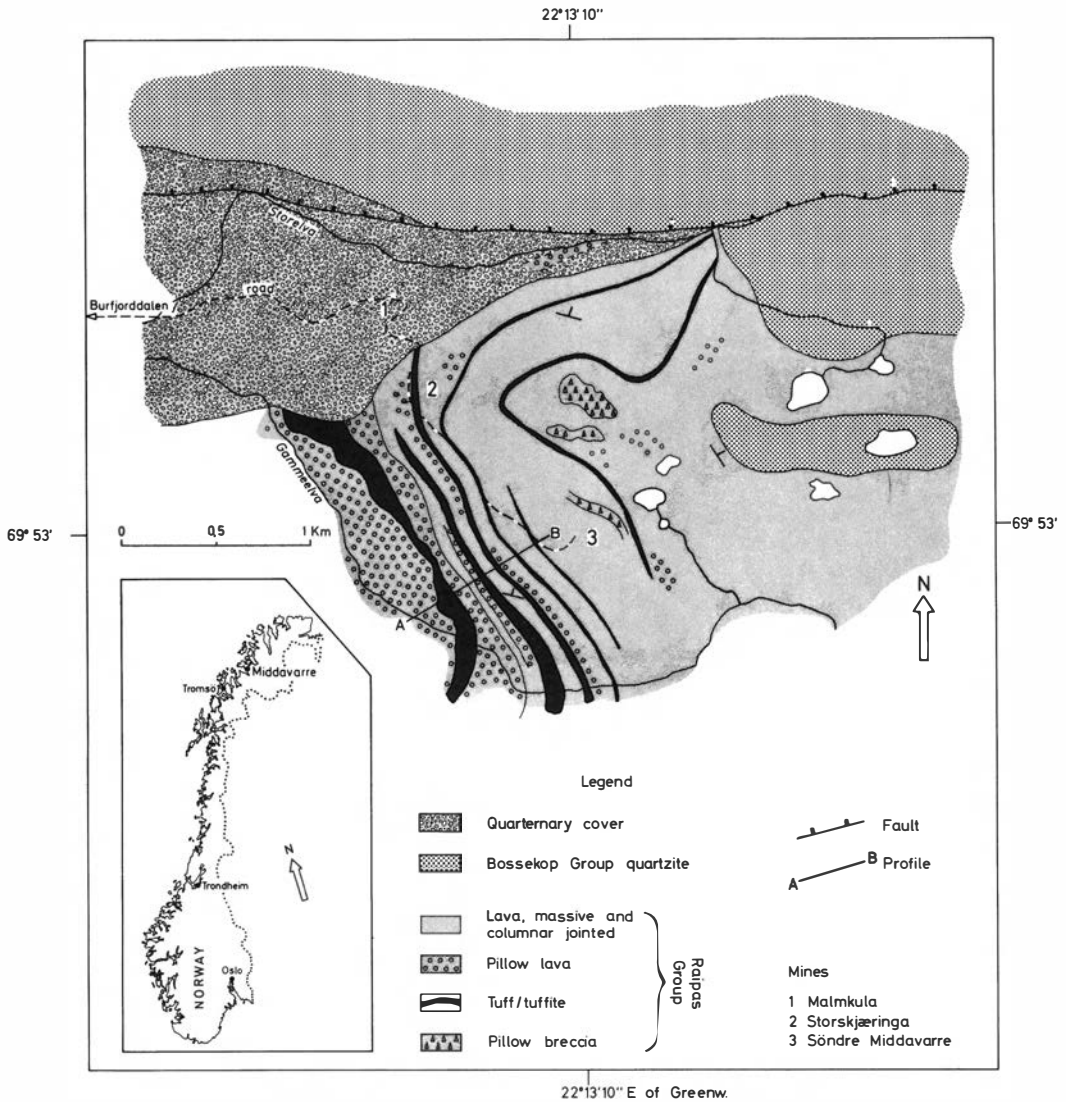 22° 13' 10"
Storelva
road
Burfjorddalen
1
2
Gammeelva
0 0,5 1 Km
69° 53'
69° 53'
B
3
A
N
Middavarre
Tromsø
N
Trondheim
NORWAY
Oslo
Legend
Quarternary cover
Bossekop Group quartzite
Lava, massive and
columnar jointed
Pillow lava
Tuff/tuffite
Pillow breccia
Raipas
Group
Fault
A B Profile
Mines
1 Malmkula
2 Storskjæringa
3 Söndre Middavarre
22° 13' 10" E of Greenw.